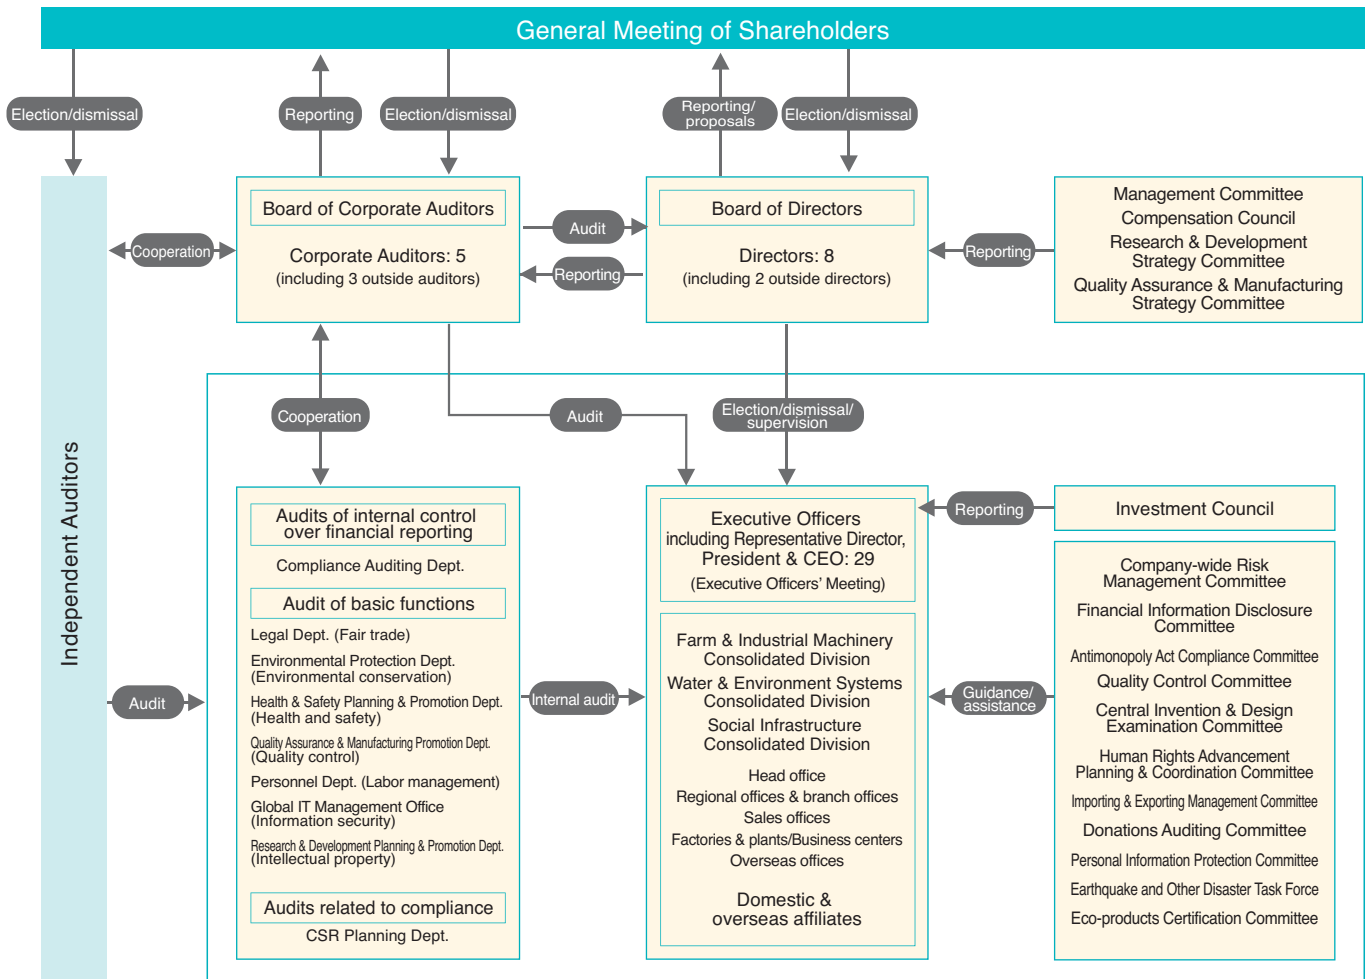 General Meeting of Shareholders
Election/dismissal
Reporting
Election/dismissal
Reporting/
proposals
Election/dismissal
Independent Auditors
Cooperation
Board of Corporate Auditors
Corporate Auditors: 5
(including 3 outside auditors)
Audit
Reporting
Board of Directors
Directors: 8
(including 2 outside directors)
Reporting
Management Committee
Compensation Council
Research & Development
Strategy Committee
Quality Assurance & Manufacturing
Strategy Committee
Cooperation
Audit
Election/dismissal/
supervision
Audit
Audits of internal control
over financial reporting
Compliance Auditing Dept.
Audit of basic functions
Legal Dept. (Fair trade)
Environmental Protection Dept.
(Environmental conservation)
Health & Safety Planning & Promotion Dept.
(Health and safety)
Quality Assurance & Manufacturing Promotion Dept.
(Quality control)
Personnel Dept. (Labor management)
Global IT Management Office
(Information security)
Research & Development Planning & Promotion Dept.
(Intellectual property)
Audits related to compliance
CSR Planning Dept.
Internal audit
Executive Officers
including Representative Director,
President & CEO: 29
(Executive Officers' Meeting)
Farm & Industrial Machinery
Consolidated Division
Water & Environment Systems
Consolidated Division
Social Infrastructure
Consolidated Division
Head office
Regional offices & branch offices
Sales offices
Factories & plants/Business centers
Overseas offices
Domestic &
overseas affiliates
Reporting
Investment Council
Guidance/
assistance
Company-wide Risk
Management Committee
Financial Information Disclosure
Committee
Antimonopoly Act Compliance Committee
Quality Control Committee
Central Invention & Design
Examination Committee
Human Rights Advancement
Planning & Coordination Committee
Importing & Exporting Management Committee
Donations Auditing Committee
Personal Information Protection Committee
Earthquake and Other Disaster Task Force
Eco-products Certification Committee